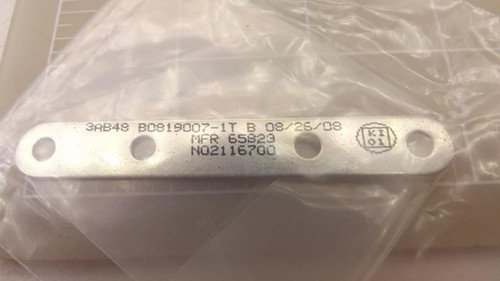 3AB48 B0819007-1T B 08/26/08
MFR 65823
N02116700
KI
01